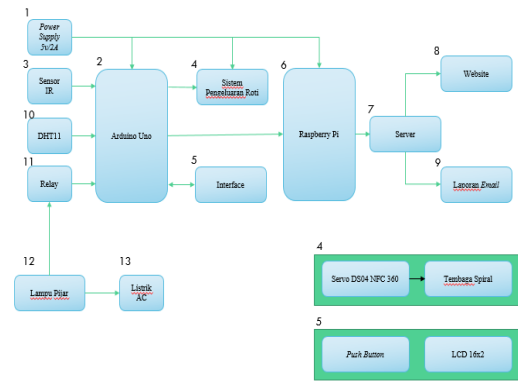 1
Power
Supply
5v/2A
3
Sensor
IR
10
DHT11
11
Relay
12
Lampu Pijar
13
Listrik
AC
2
Arduino Uno
4
Sistem
Pengeluaran Roti
5
Interface
6
Raspberry Pi
7
Server
8
Website
9
Laporan Email
4
Servo DS04 NFC 360
Tembaga Spiral
5
Push Button
LCD 16x2